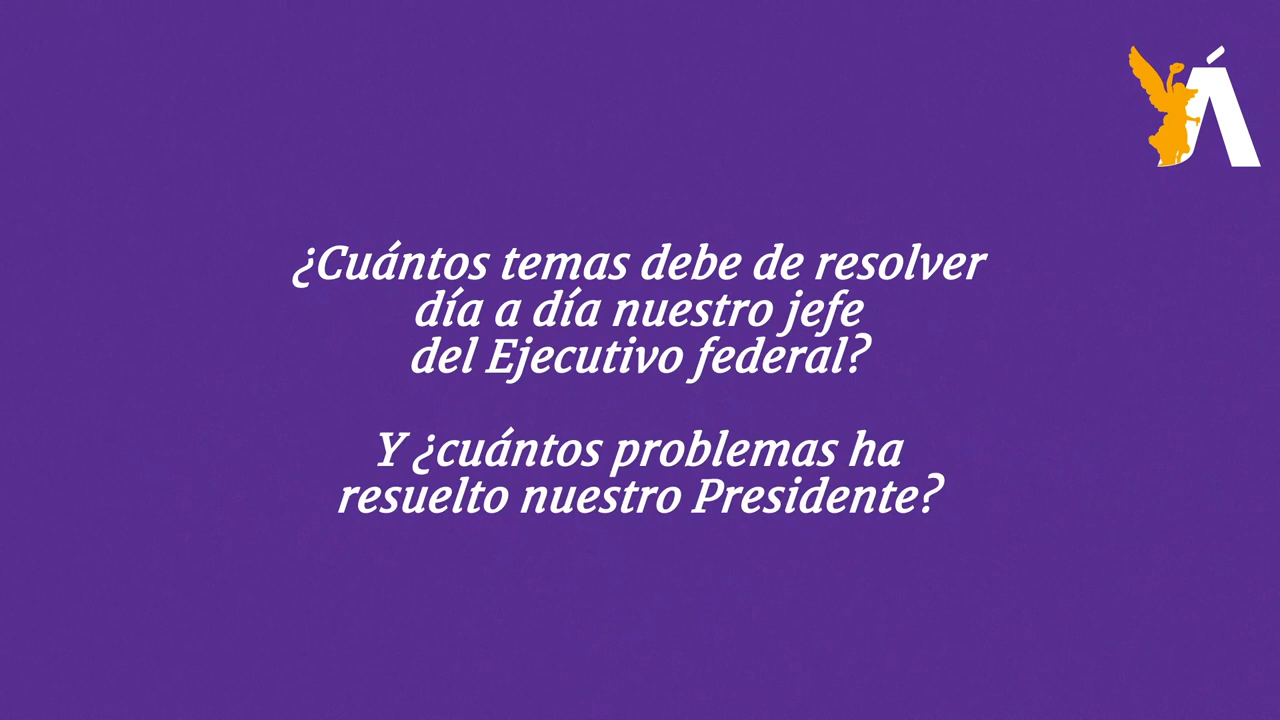 Á
¿Cuántos temas debe de resolver
día a día nuestro jefe
del Ejecutivo federal?
Y ¿cuántos problemas ha
resuelto nuestro Presidente?